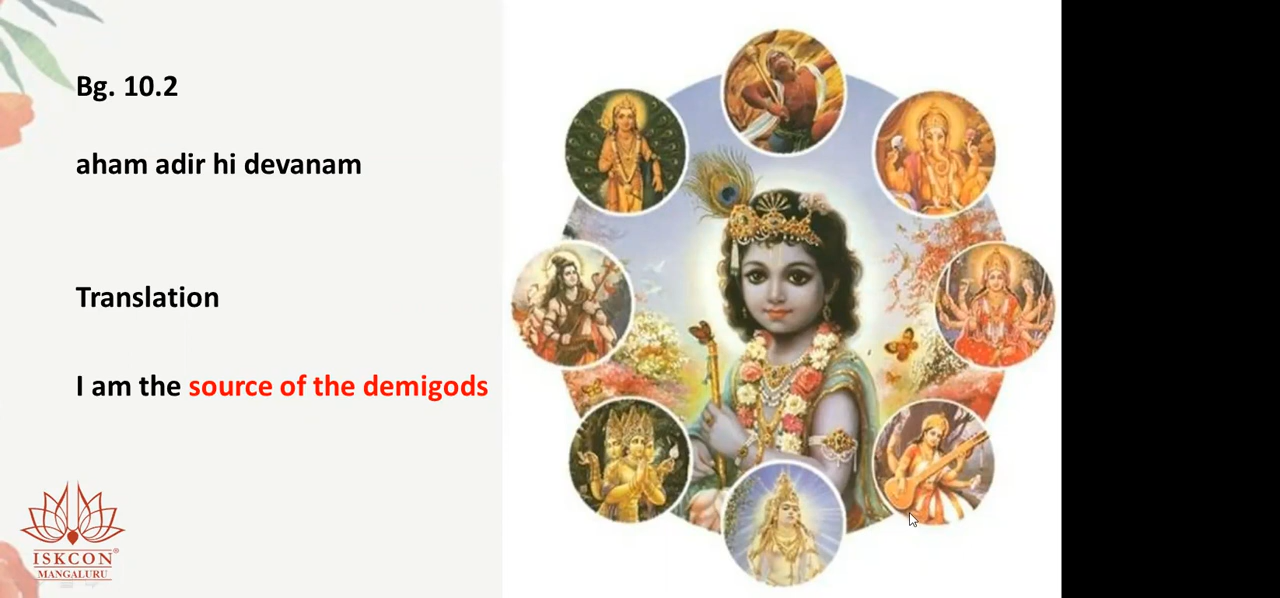 Bg. 10.2
aham adir hi devanam
Translation
I am the source of the demigods
ISKCON®
MANGALURU